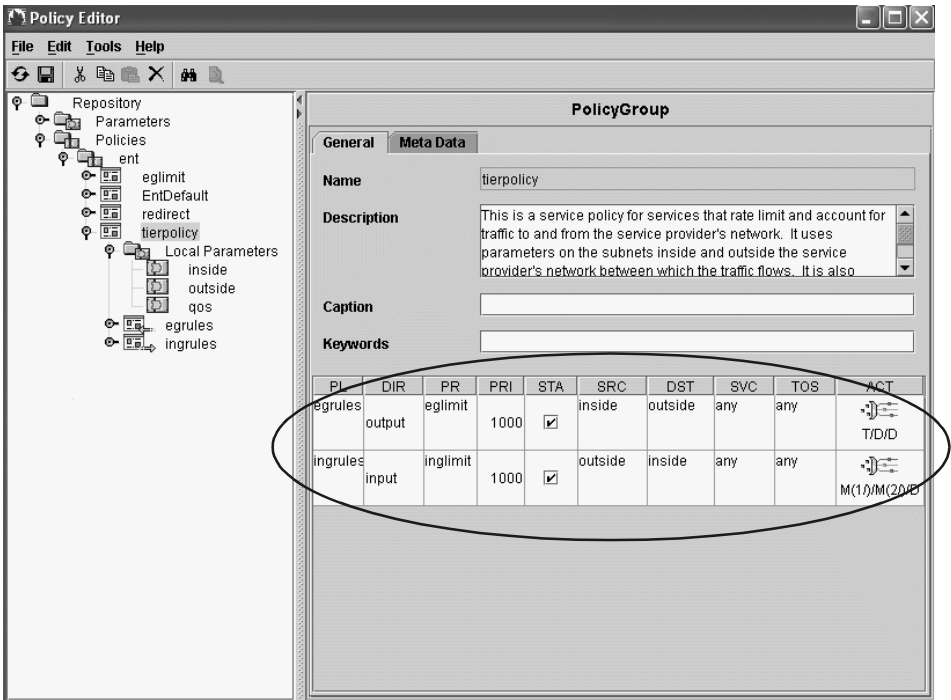 Policy Editor
File Edit Tools Help
Repository
Parameters
Policies
ent
eglimit
EntDefault
redirect
tierpolicy
Local Parameters
inside
outside
qos
egrules
ingrules
PolicyGroup
General Meta Data
Name tierpolicy
Description This is a service policy for services that rate limit and account for
traffic to and from the service provider's network. It uses
parameters on the subnets inside and outside the service
provider's network between which the traffic flows. It is also
Caption
Keywords
PL DIR PR PRI STA SRC DST SVC TOS ACT
egrules output eglimit 1000 inside outside any any T/D/D
ingrules input inglimit 1000 outside inside any any